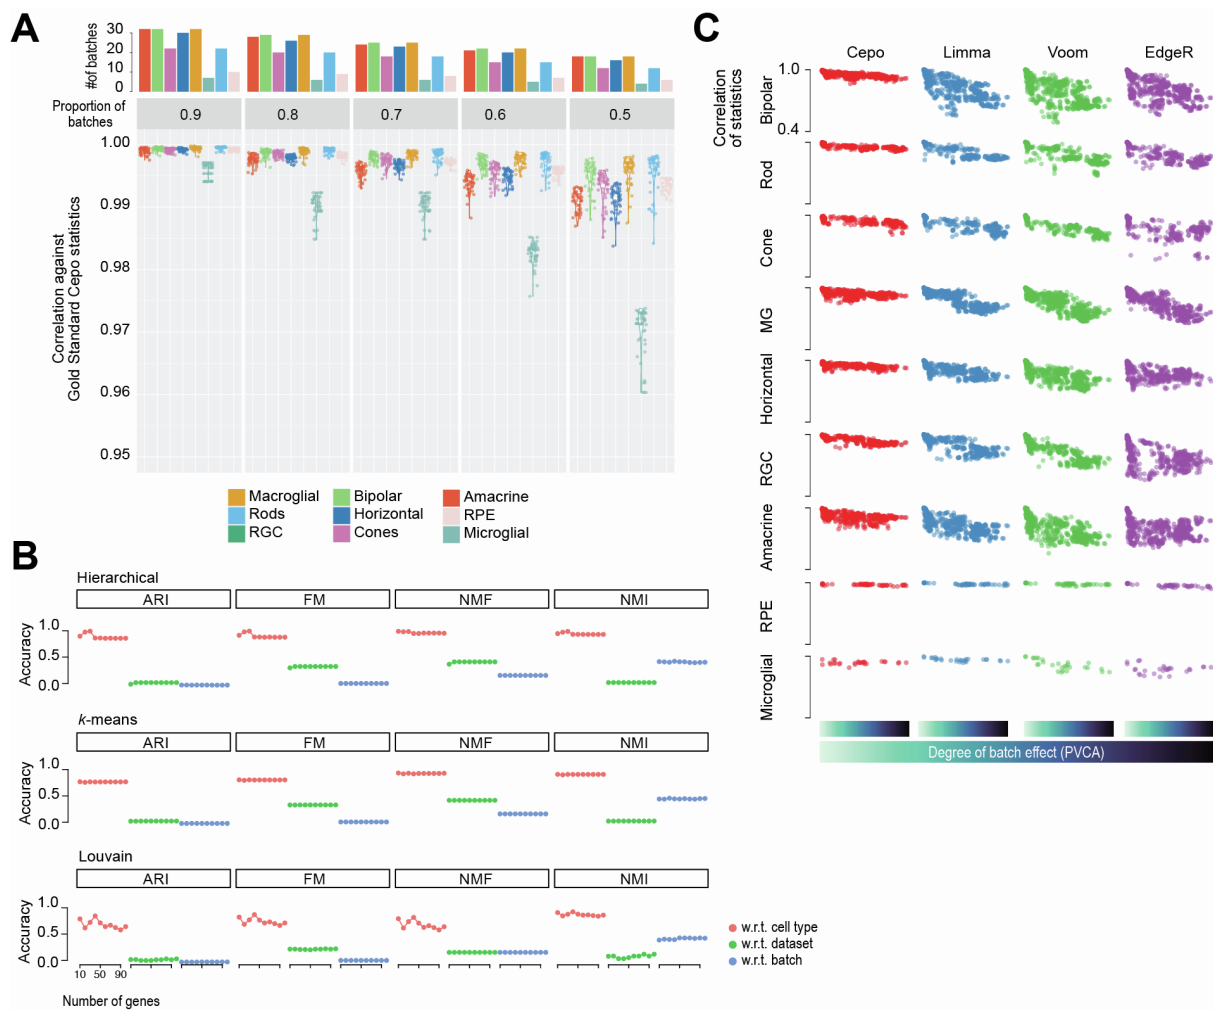 A
#of batches
30
20
10
0
Proportion of
batches
0.9
0.8
0.7
0.6
0.5
Correlation against
Gold Standard Cepo statistics
1.00
0.99
0.98
0.97
0.96
0.95
Macroglial
Bipolar
Amacrine
Rods
Horizontal
RPE
RGC
Cones
Microglial
B
Hierarchical
ARI
FM
NMF
NMI
Accuracy
1.0
0.5
0.0
k-means
ARI
FM
NMF
NMI
Accuracy
1.0
0.5
0.0
Louvain
ARI
FM
NMF
NMI
Accuracy
1.0
0.5
0.0
10 50 90
Number of genes
w.r.t. cell type
w.r.t. dataset
w.r.t. batch
C
Cepo
Limma
Voom
EdgeR
Correlation
of statistics
1.0
0.4
Bipolar
Rod
Cone
MG
Horizontal
RGC
Amacrine
RPE
Microglial
Degree of batch effect (PVCA)